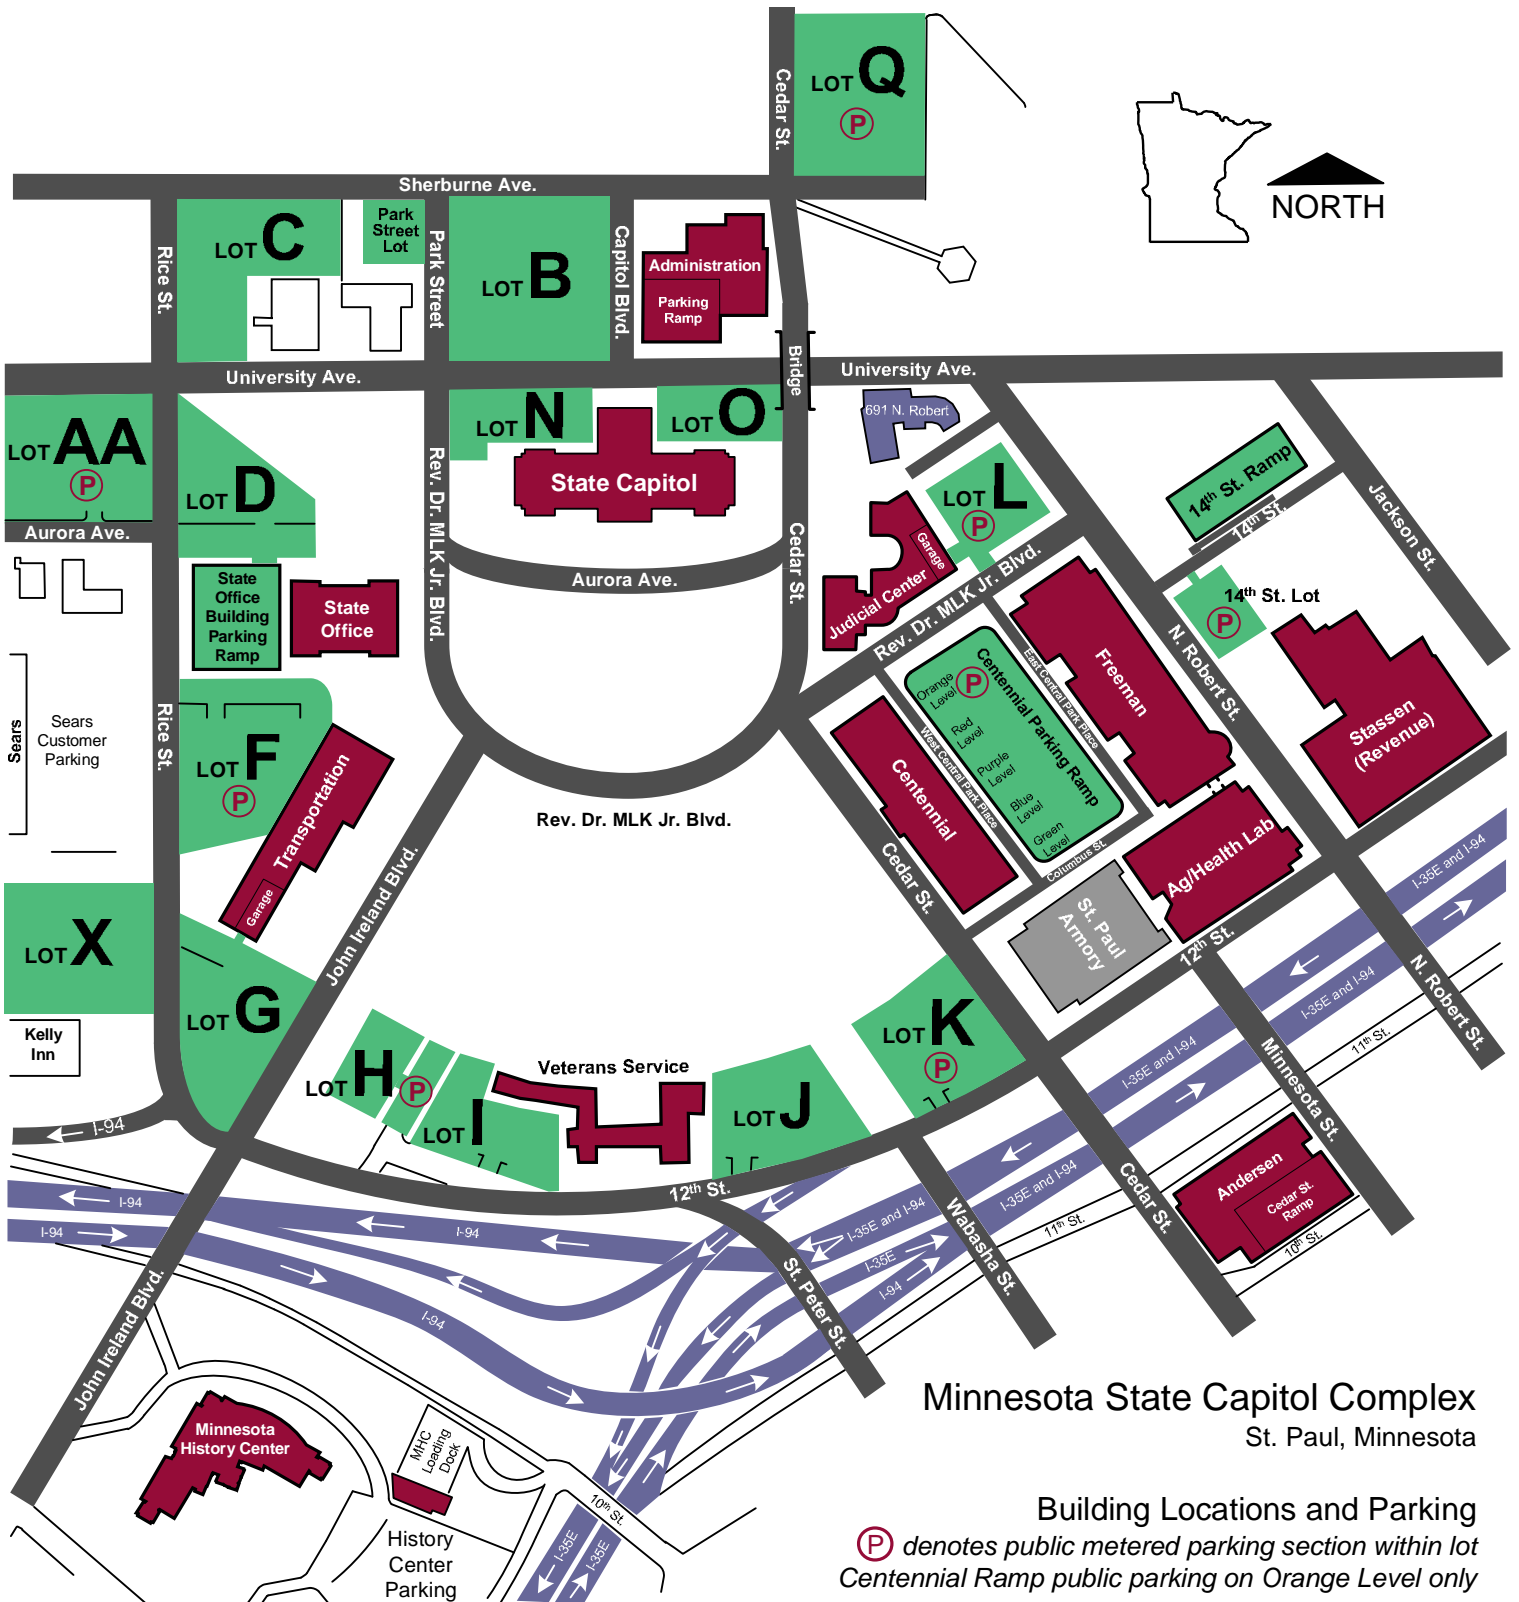 LOT Q
P
Cedar St.
NORTH
Sherburne Ave.
LOT C
Park
Street
Lot
Park Street
LOT B
Capitol Blvd.
Administration
Parking
Ramp
Rice St.
Bridge
University Ave.
University Ave.
LOT AA
P
Aurora Ave.
LOT D
LOT N
LOT O
State Capitol
691 N. Robert
LOT L
P
14th St. Ramp
14th St.
Jackson St.
Rev. Dr. MLK Jr. Blvd.
Aurora Ave.
Cedar St.
Garage
Judicial Center
Rev. Dr. MLK Jr. Blvd.
14th St. Lot
P
State
Office
Building
Parking
Ramp
State
Office
N. Robert St.
Freeman
East Central Park Place
Centennial Parking Ramp
P
Orange
Level
Red
Level
Purple
Level
Blue
Level
Green
Level
West Central Park Place
Columbus St.
Stassen
(Revenue)
Sears
Sears
Customer
Parking
Rice St.
LOT F
P
Transportation
Garage
Rev. Dr. MLK Jr. Blvd.
Centennial
Cedar St.
Ag/Health Lab
St. Paul
Armory
12th St.
I-35E and I-94
I-35E and I-94
I-35E and I-94
N. Robert St.
11th St.
LOT X
LOT G
John Ireland Blvd.
Kelly
Inn
LOT H
P
LOT I
Veterans Service
LOT J
LOT K
P
I-35E and I-94
Minnesota St.
I-94
I-94
I-94
I-94
12th St.
I-35E and I-94
I-35E and I-94
I-35E
I-94
I-94
Wabasha St.
11th St.
Cedar St.
Andersen
Cedar St.
Ramp
10th St.
St. Peter St.
John Ireland Blvd.
Minnesota
History Center
MHC
Loading
Dock
10th St.
I-35E
I-35E
History
Center
Parking
Minnesota State Capitol Complex
St. Paul, Minnesota
Building Locations and Parking
P denotes public metered parking section within lot
Centennial Ramp public parking on Orange Level only